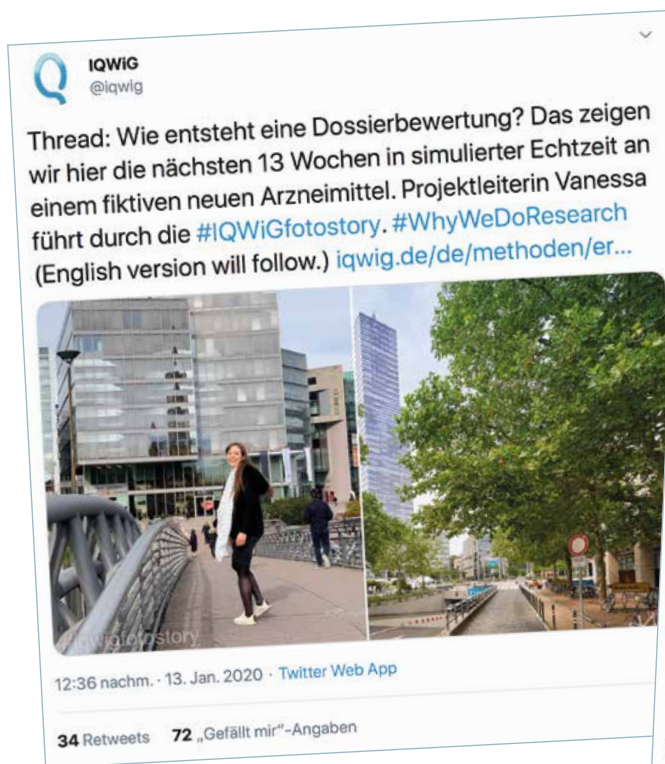 IQWiG
@iqwig
Thread: Wie entsteht eine Dossierbewertung? Das zeigen
wir hier die nächsten 13 Wochen in simulierter Echtzeit an
einem fiktiven neuen Arzneimittel. Projektleiterin Vanessa
führt durch die #IQWiGfotostory. #WhyWeDoResearch
(English version will follow.) iqwig.de/de/methoden/er...
#iqwigfotostory
12:36 nachm. · 13. Jan. 2020 · Twitter Web App
34 Retweets 72 „Gefällt mir“-Angaben